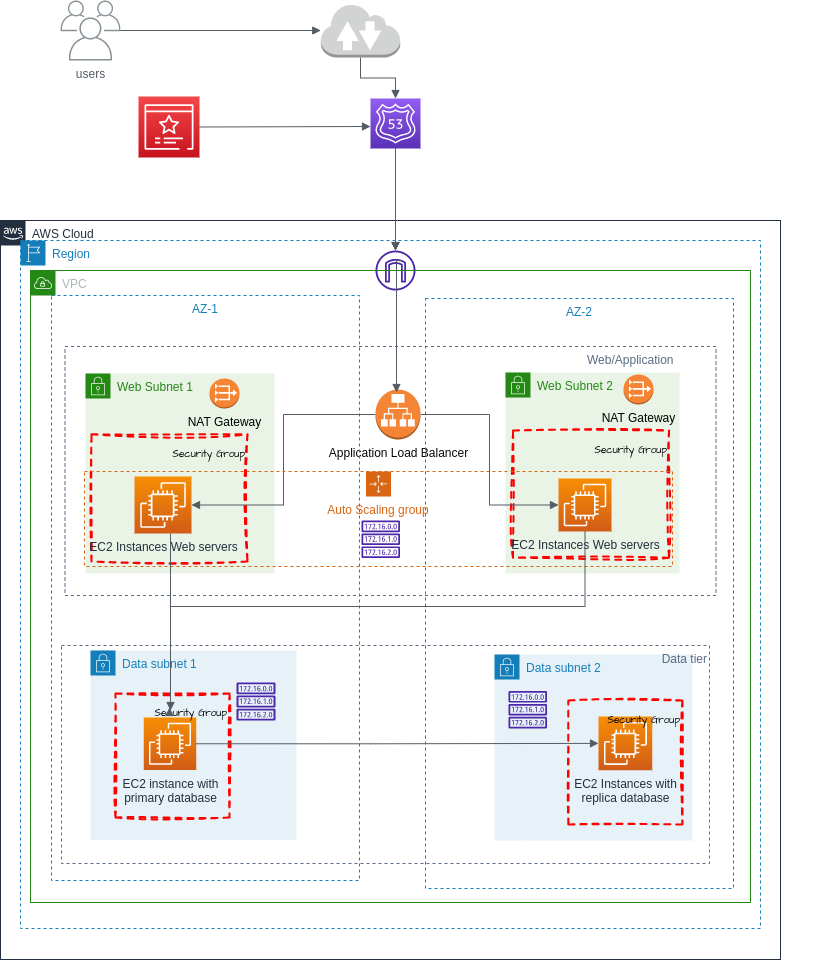 users
53
aws
AWS Cloud
Region
VPC
AZ-1
AZ-2
Web/Application
Web Subnet 1
Web Subnet 2
NAT Gateway
NAT Gateway
Security Group
Application Load Balancer
Security Group
Auto Scaling group
172.16.0.0
172.16.1.0
172.16.2.0
EC2 Instances Web servers
EC2 Instances Web servers
Data tier
Data subnet 1
Data subnet 2
172.16.0.0
172.16.1.0
172.16.2.0
172.16.0.0
172.16.1.0
172.16.2.0
Security Group
Security Group
EC2 instance with
primary database
EC2 Instances with
replica database